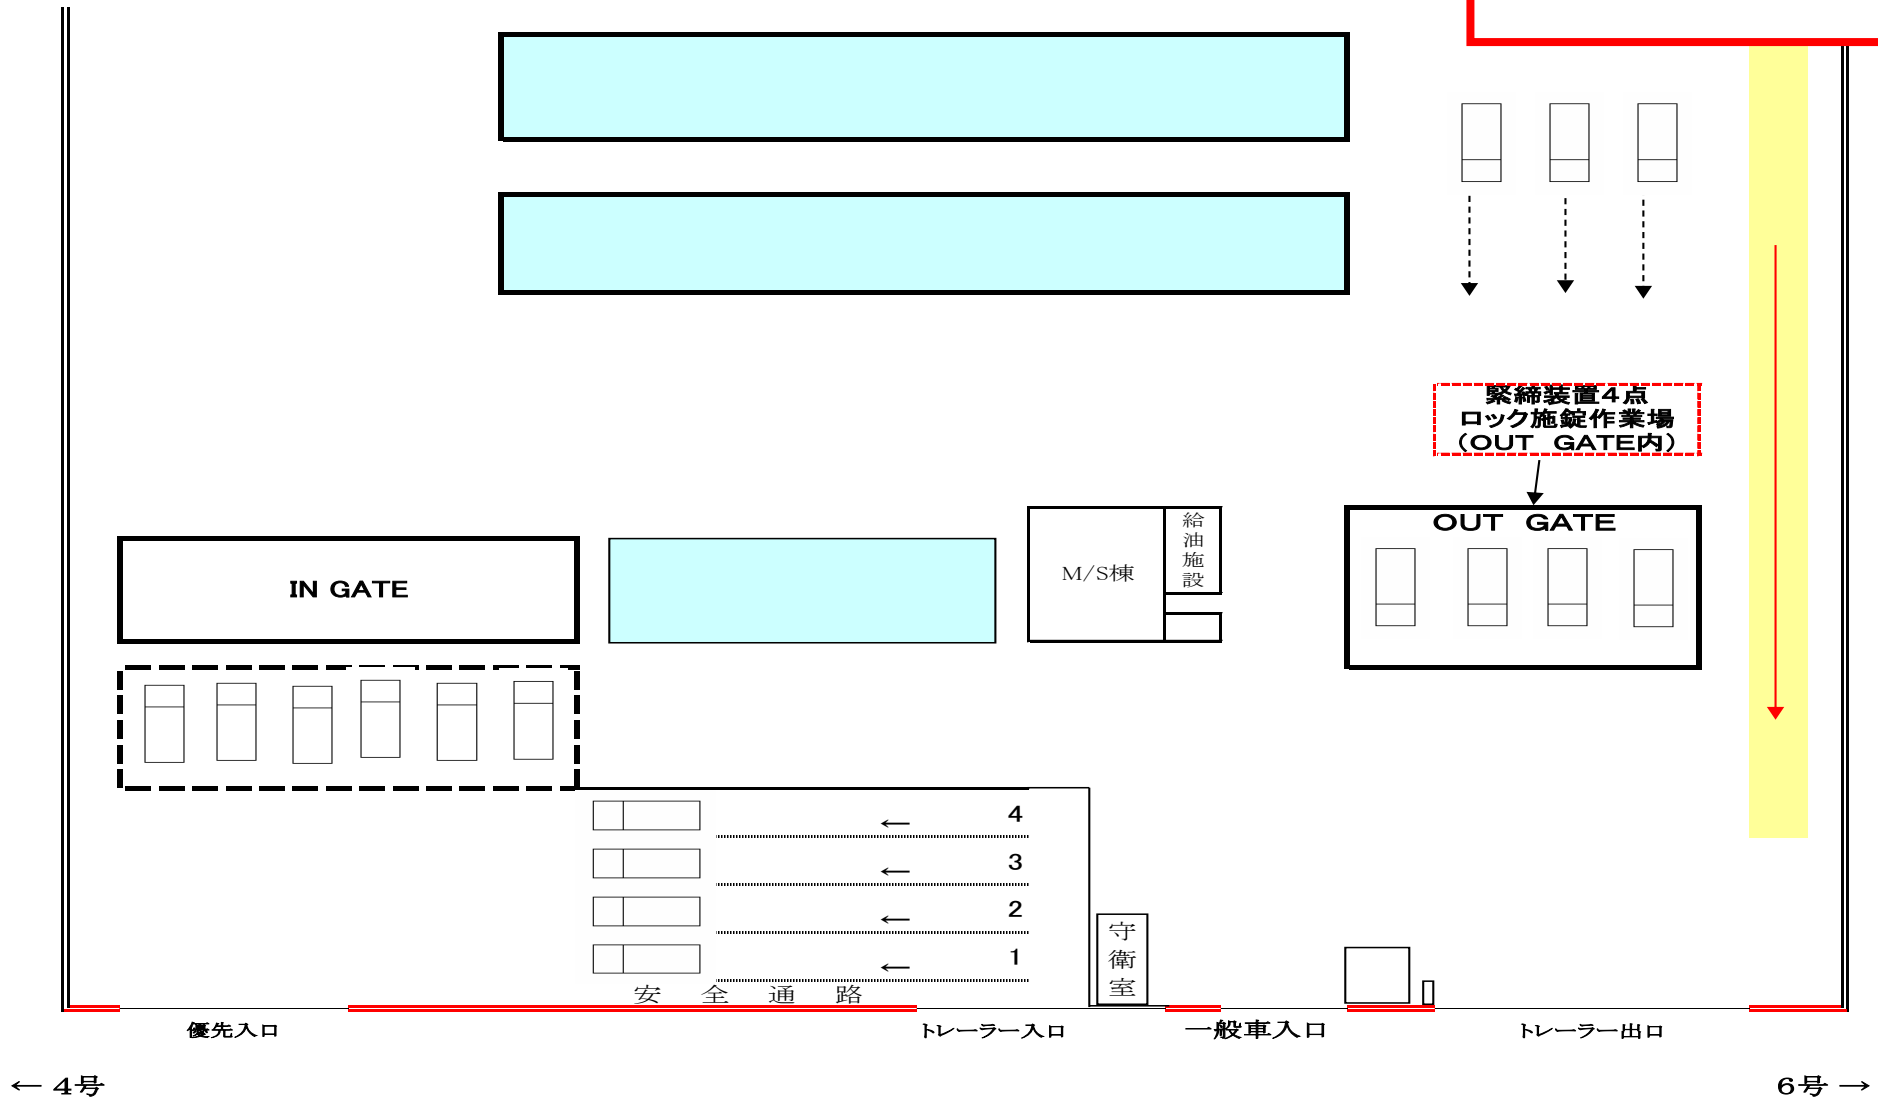 緊締装置4点
ロック施錠作業場
(OUT GATE内)
OUT GATE
給油施設
M/S棟
IN GATE
4
←
3
←
2
←
1
←
守衛室
安全通路
優先入口
トレーラー入口
一般車入口
トレーラー出口
← 4号
6号 →